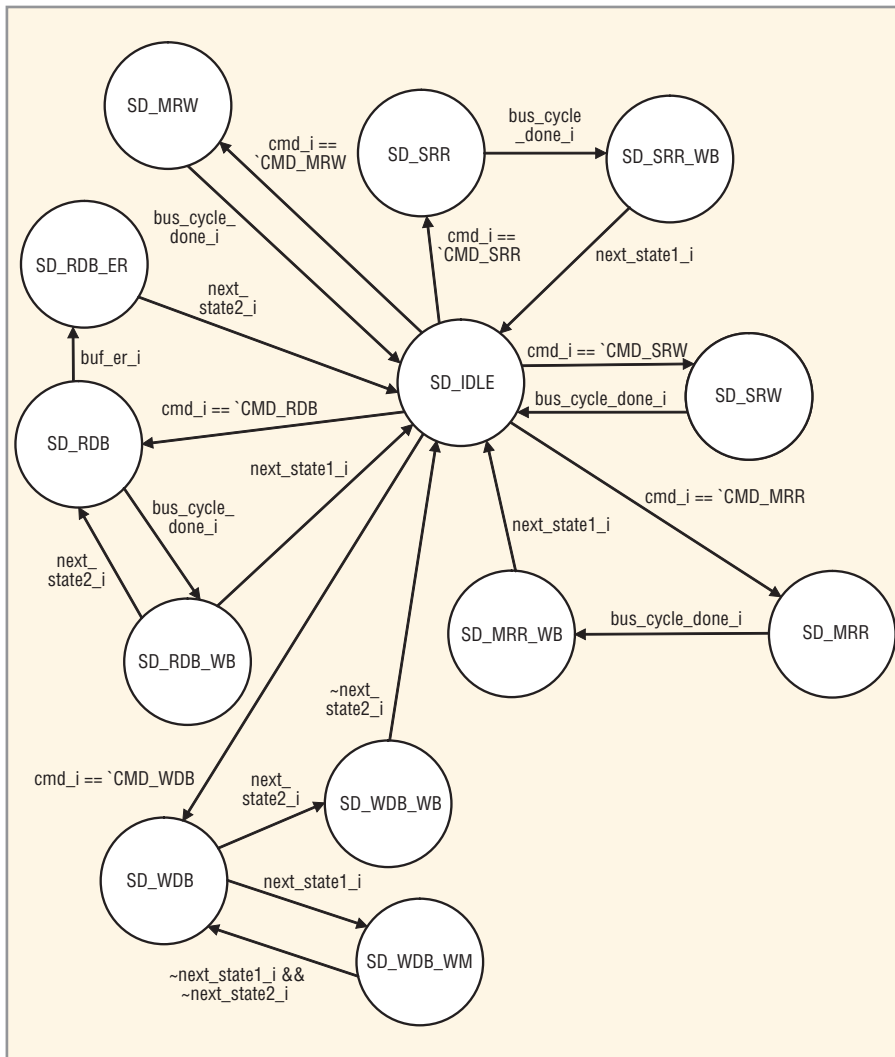 SD_MRW
cmd_i ==
`CMD_MRW
bus_cycle_
done_i
SD_SRR
bus_cycle
_done_i
SD_SRR_WB
cmd_i ==
`CMD_SRR
next_state1_i
SD_RDB_ER
next_
state2_i
buf_er_i
SD_IDLE
cmd_i == `CMD_SRW
bus_cycle_done_i
SD_SRW
cmd_i == `CMD_RDB
SD_RDB
next_state1_i
bus_cycle_
done_i
next_
state2_i
SD_RDB_WB
cmd_i == `CMD_MRR
next_state1_i
SD_MRR_WB
bus_cycle_done_i
SD_MRR
~next_
state2_i
cmd_i == `CMD_WDB
next_
state2_i
SD_WDB_WB
SD_WDB
next_state1_i
SD_WDB_WM
~next_state1_i &&
~next_state2_i